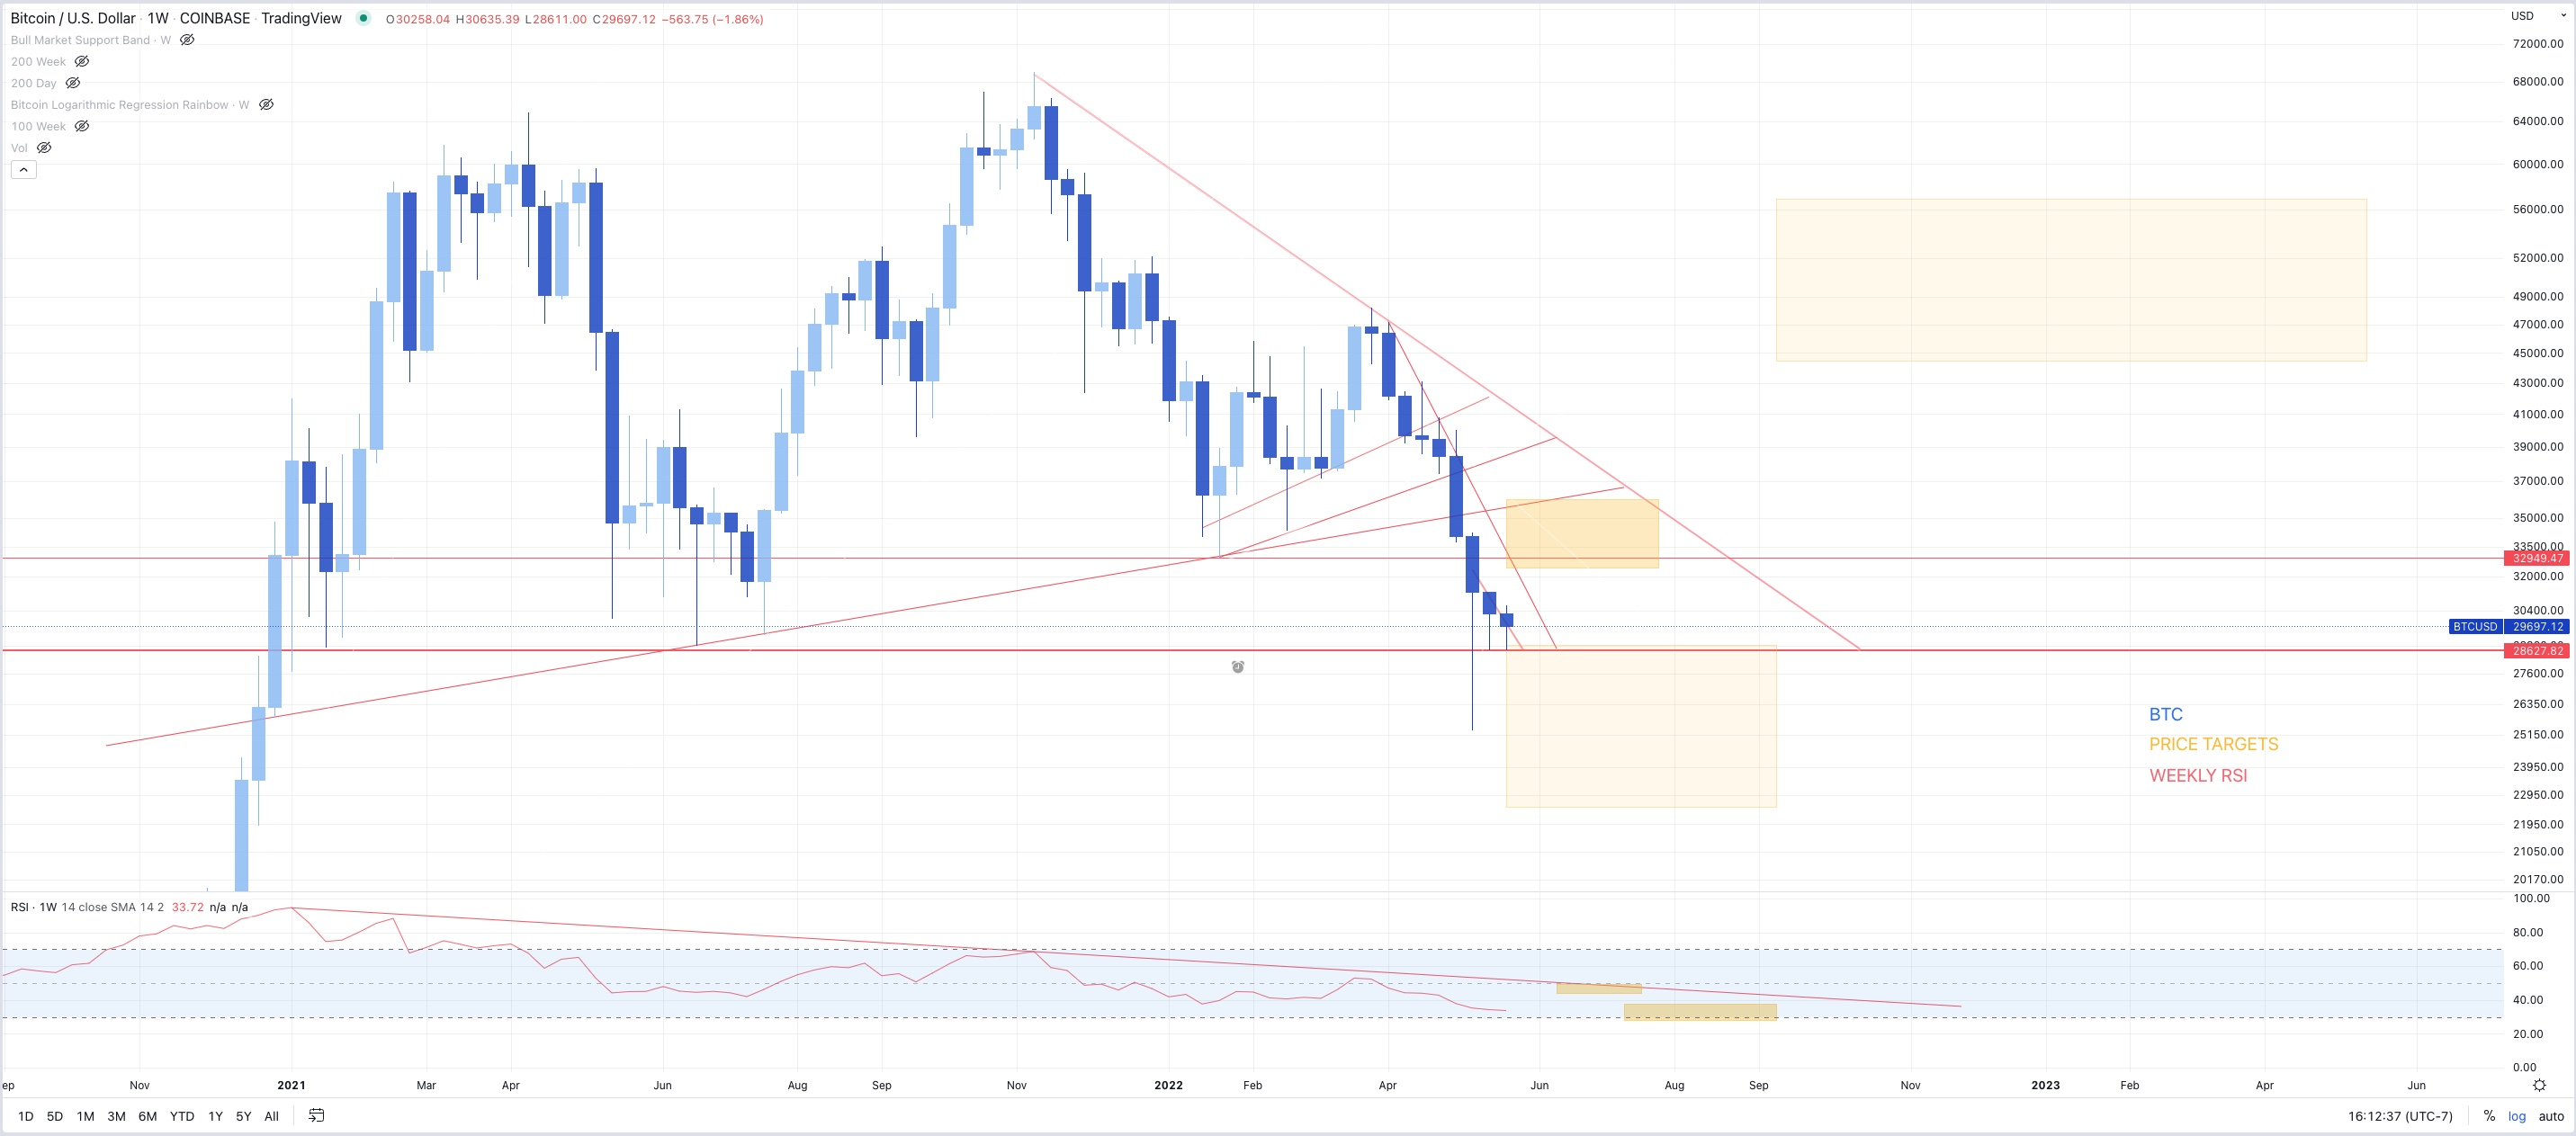 Bitcoin / U.S. Dollar · 1W · COINBASE · TradingView O30258.04 H30635.39 L28611.00 C29697.12 −563.75 (−1.86%)
Bull Market Support Band · W
200 Week
200 Day
Bitcoin Logarithmic Regression Rainbow · W
100 Week
Vol
USD
72000.00
68000.00
64000.00
60000.00
56000.00
52000.00
49000.00
47000.00
45000.00
43000.00
41000.00
39000.00
37000.00
35000.00
33500.00
32949.47
32000.00
30400.00
BTCUSD 29697.12
28627.82
27600.00
26350.00
25150.00
23950.00
22950.00
21950.00
21050.00
20170.00
BTC
PRICE TARGETS
WEEKLY RSI
RSI · 1W 14 close SMA 14 2 33.72 n/a n/a
100.00
80.00
60.00
40.00
20.00
0.00
ep Nov 2021 Mar Apr Jun Aug Sep Nov 2022 Feb Apr Jun Aug Sep Nov 2023 Feb Apr Jun
1D 5D 1M 3M 6M YTD 1Y 5Y All 16:12:37 (UTC-7) % log auto